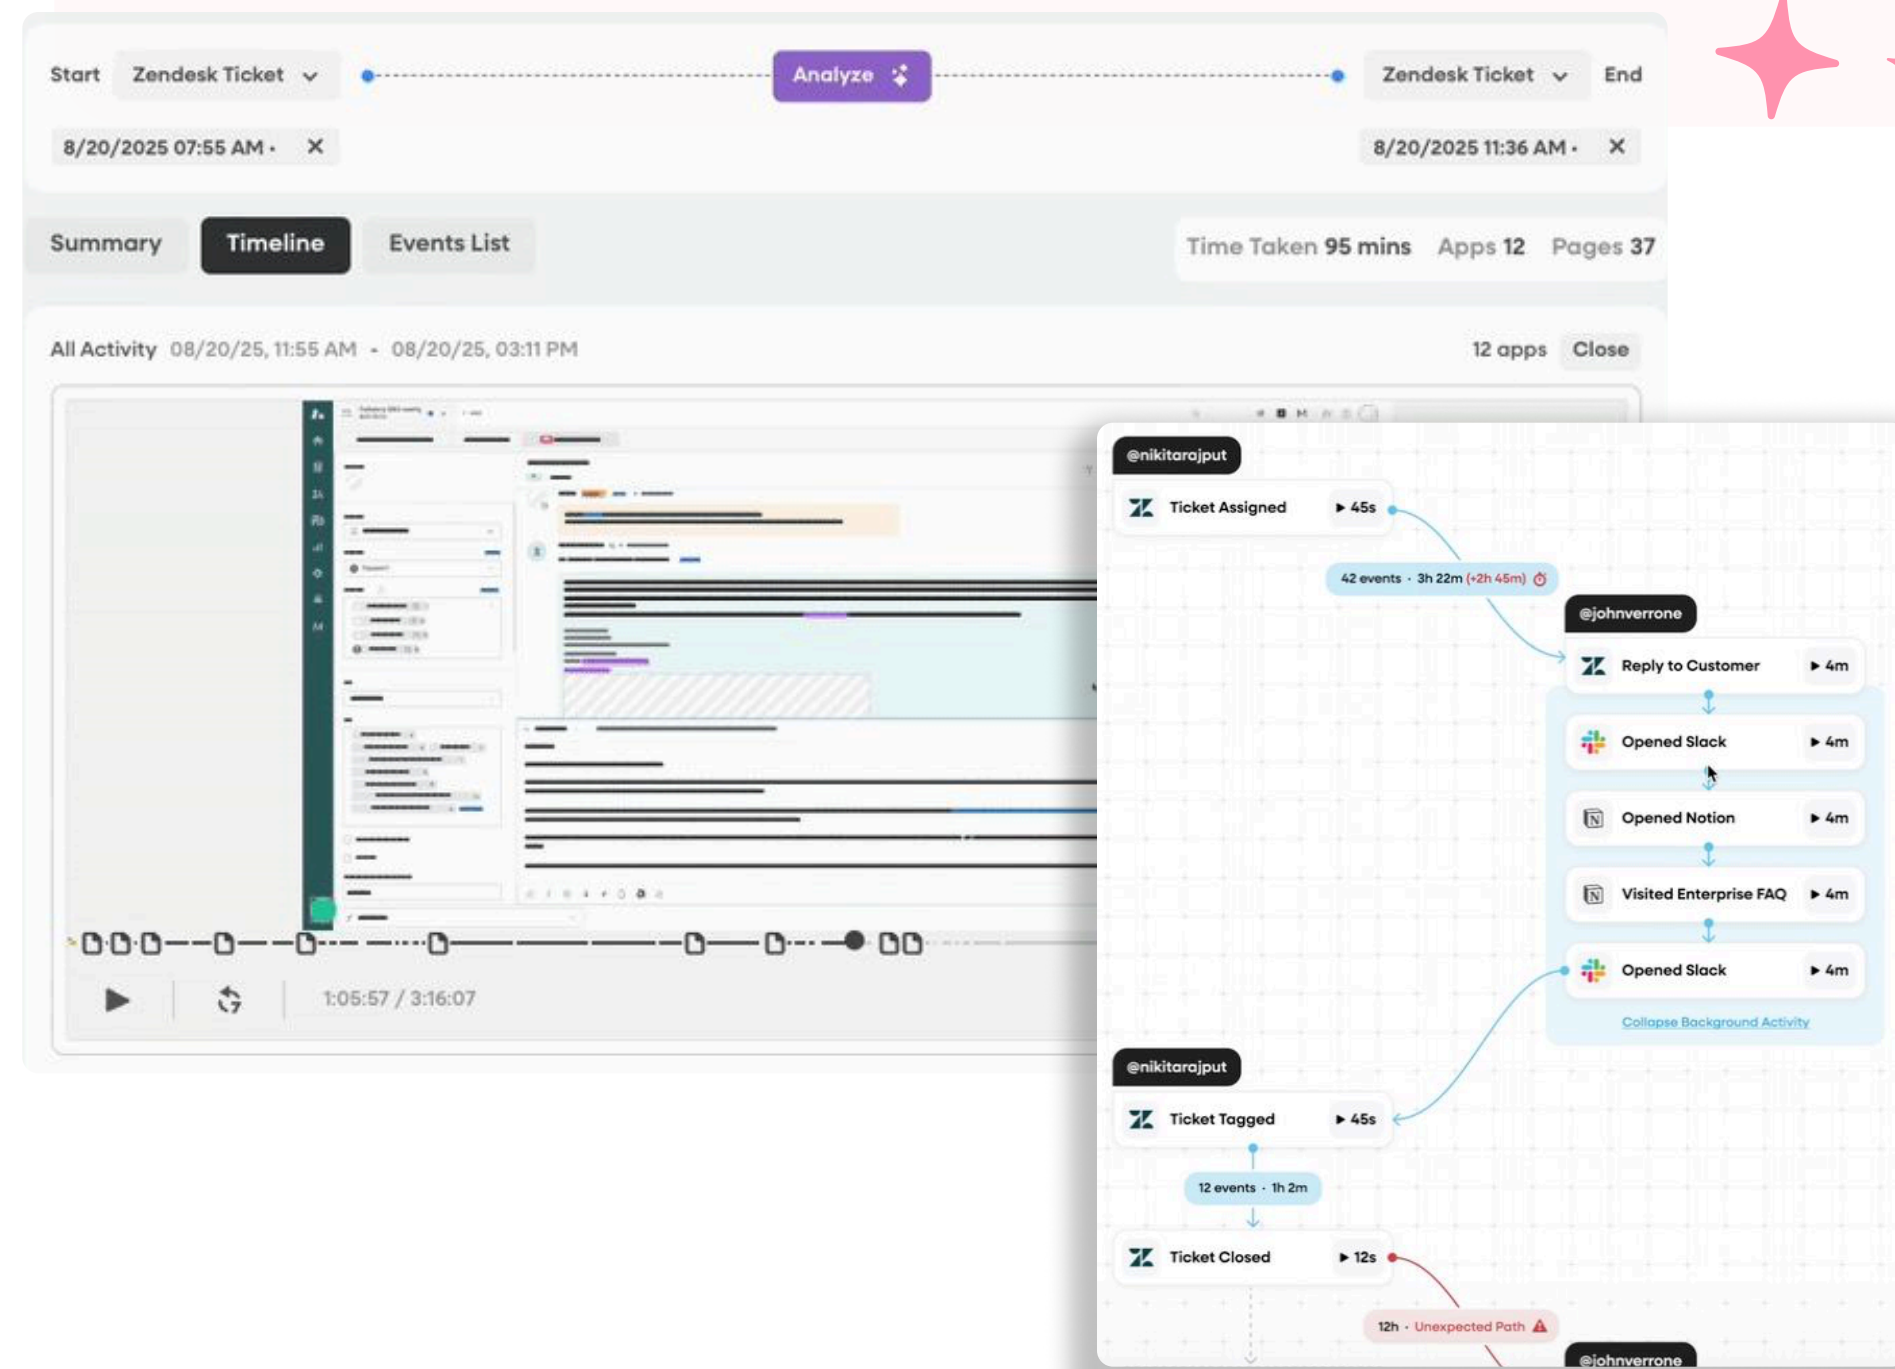 Start Zendesk Ticket Analyze Zendesk Ticket End
8/20/2025 07:55 AM • 8/20/2025 11:36 AM •
Summary Timeline Events List Time Taken 95 mins Apps 12 Pages 37
All Activity 08/20/25, 11:55 AM - 08/20/25, 03:11 PM 12 apps Close
1:05:57 / 3:16:07
@nikitarajput
Ticket Assigned 45s
42 events · 3h 22m (+2h 45m)
@johnverrone
Reply to Customer 4m
Opened Slack 4m
Opened Notion 4m
Visited Enterprise FAQ 4m
Opened Slack 4m
Collapse Background Activity
@nikitarajput
Ticket Tagged 45s
12 events · 1h 2m
Ticket Closed 12s
12h · Unexpected Path
@johnverrone